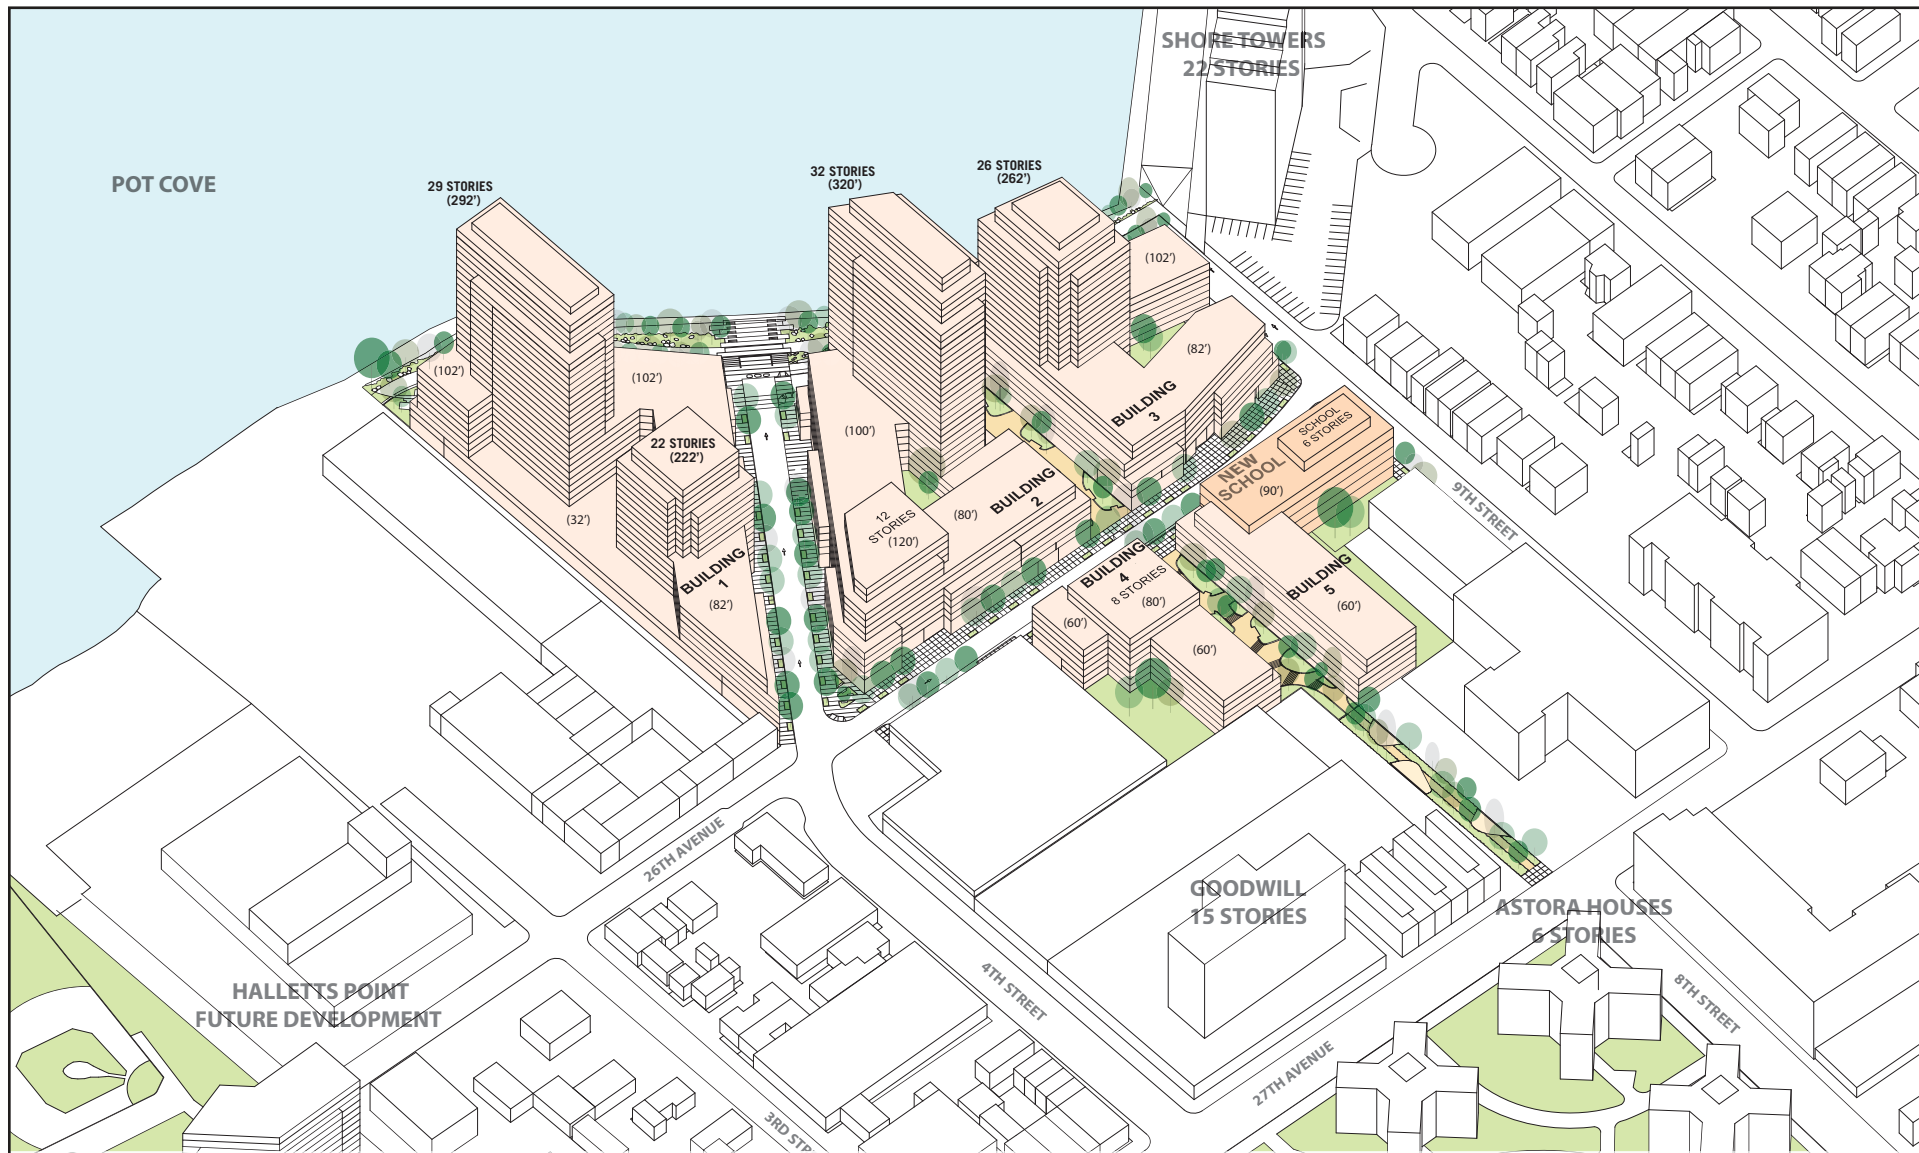 SHORE TOWERS
22 STORIES
POT COVE
29 STORIES
(292')
32 STORIES
(320')
26 STORIES
(262')
(102')
(102')
(102')
(82')
BUILDING
3
SCHOOL
6 STORIES
NEW
SCHOOL
(90')
22 STORIES
(222')
(100')
(32')
12
STORIES
(120')
(80')
BUILDING
2
BUILDING
1
(82')
BUILDING
4
8 STORIES
(80')
(60')
(60')
BUILDING
5
(60')
9TH STREET
26TH AVENUE
GOODWILL
15 STORIES
ASTORA HOUSES
6 STORIES
HALLETTS POINT
FUTURE DEVELOPMENT
4TH STREET
8TH STREET
27TH AVENUE
3RD STR